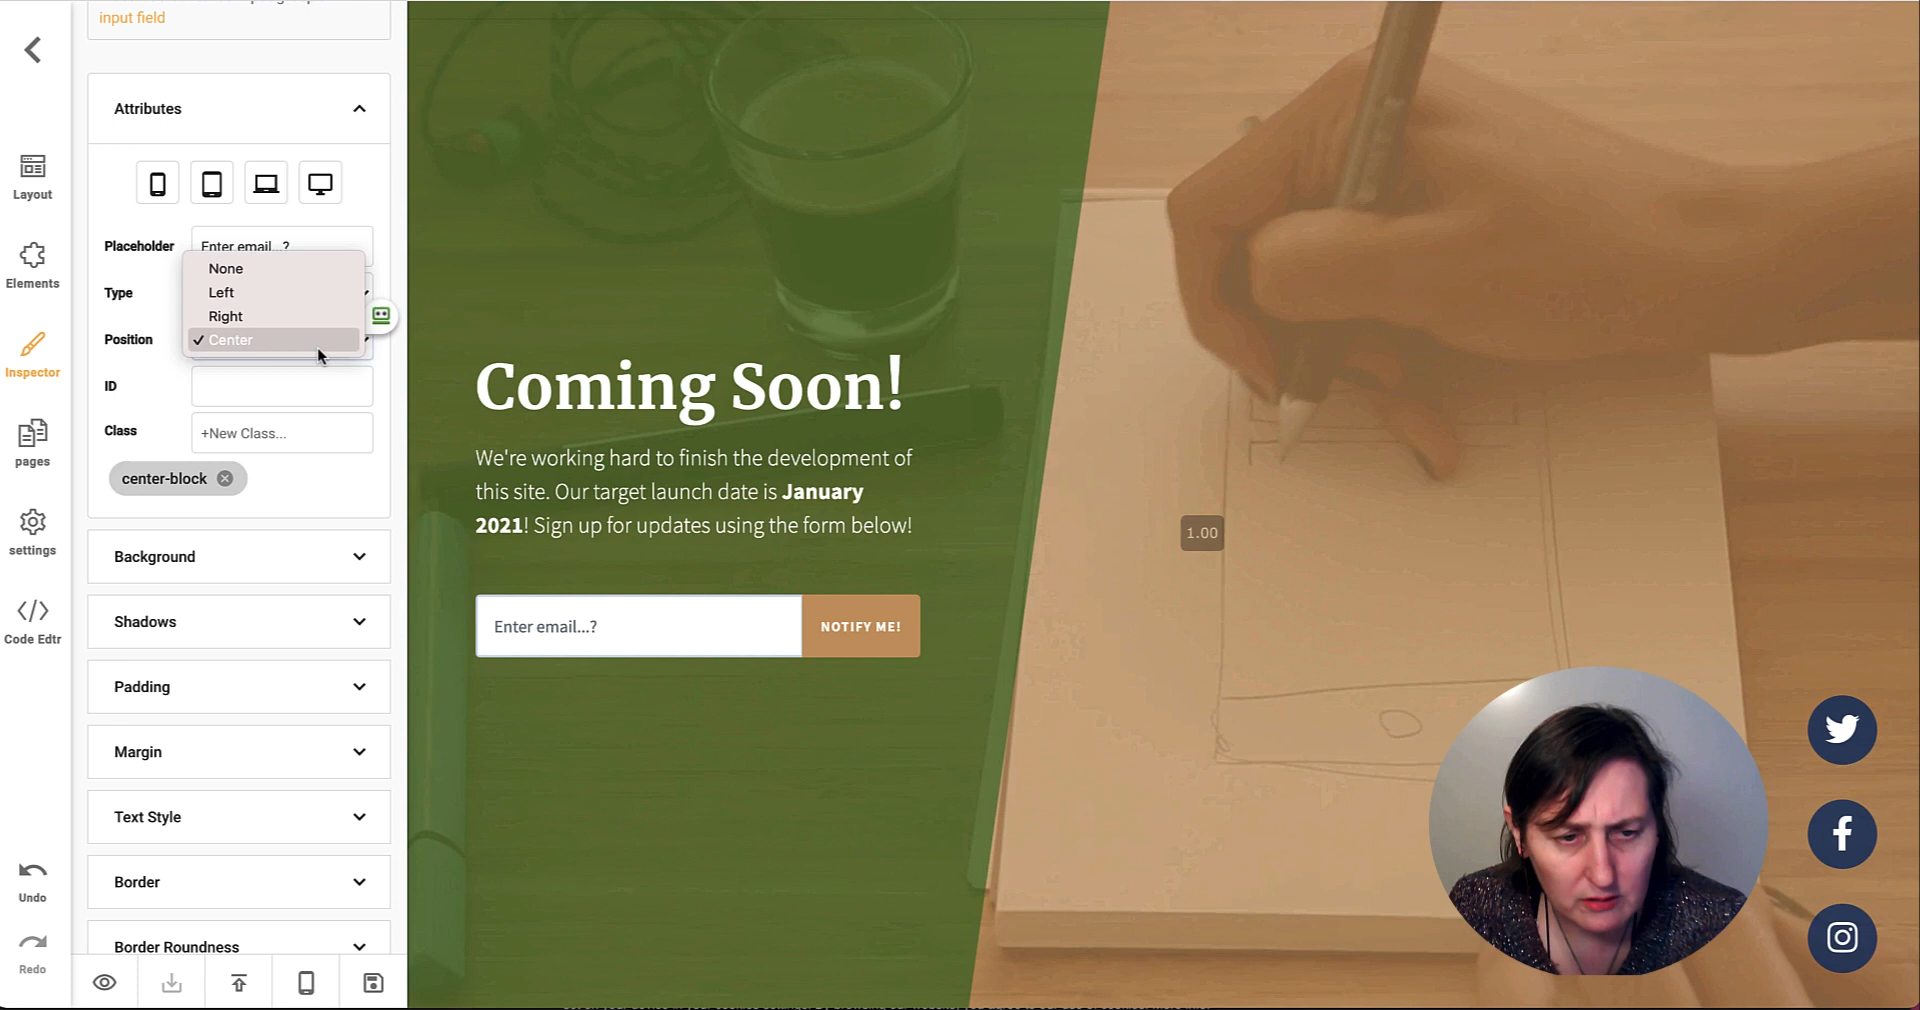 input field
Attributes
Placeholder
Enter email...?
None
Left
Right
✓ Center
Type
Position
ID
Class
+New Class...
center-block
Background
Shadows
Padding
Margin
Text Style
Border
Border Roundness
Layout
Elements
Inspector
pages
settings
Code Edtr
Undo
Redo
Coming Soon!
We're working hard to finish the development of
this site. Our target launch date is January
2021! Sign up for updates using the form below!
Enter email...?
NOTIFY ME!
1.00